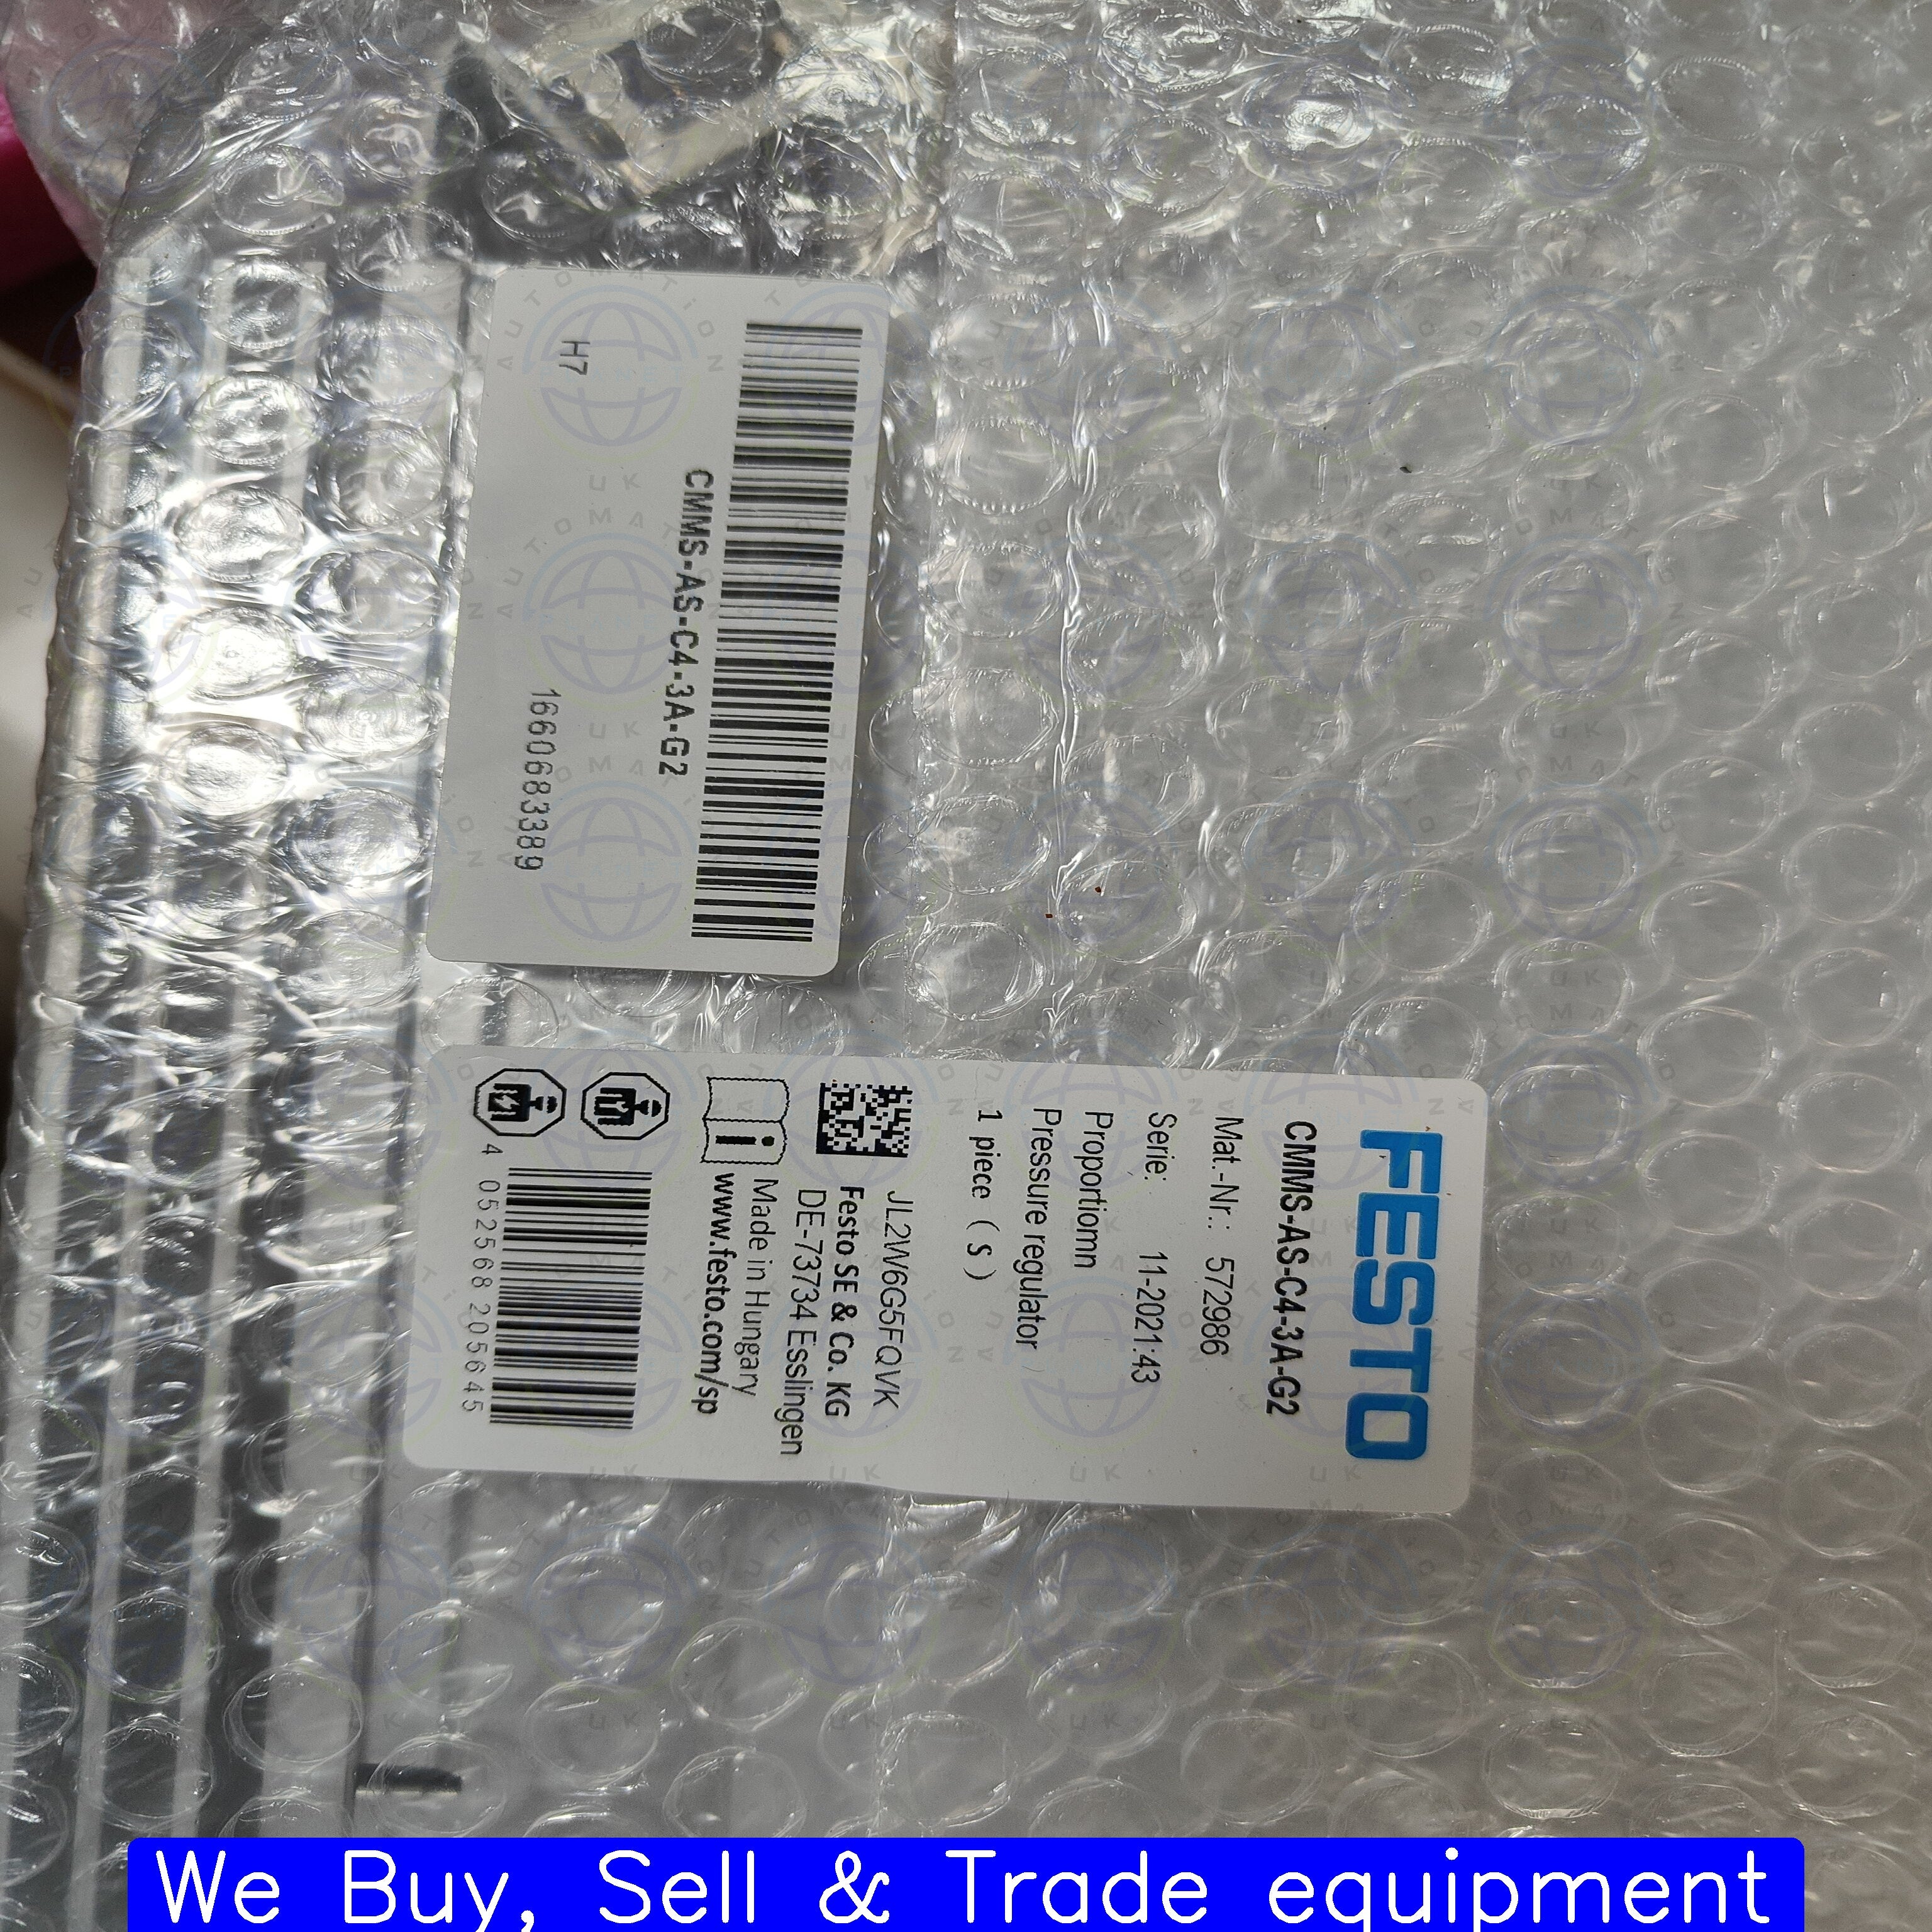 H7
CMMS-AS-C4-3A-G2
1660683389
FESTO
CMMS-AS-C4-3A-G2
Mat.-Nr.: 572986
Serie: 11-2021:43
Proportiomn
Pressure regulator
1 piece ( S )
JL2W6G5FQVK
Festo SE & Co. KG
DE-73734 Esslingen
Made in Hungary
www.festo.com/sp
4 052568 205645
We Buy, Sell & Trade equipment